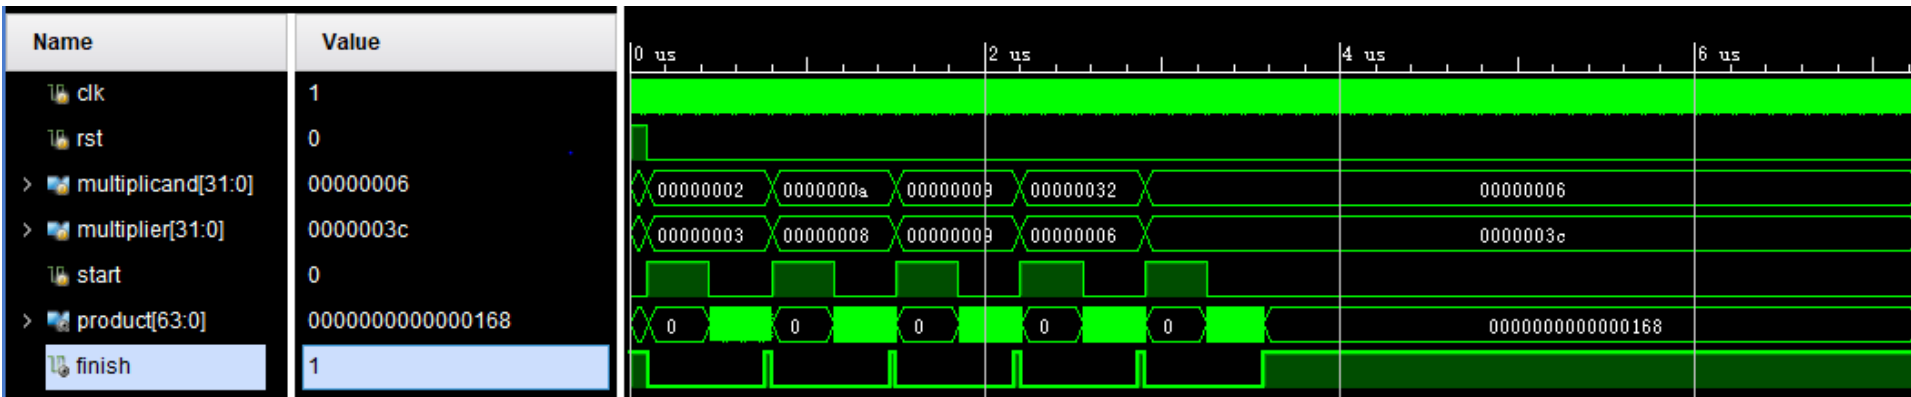 Name Value 0 us 2 us 4 us 6 us
clk 1
rst 0
> multiplicand[31:0] 00000006 00000002 0000000a 00000009 00000032 00000006
> multiplier[31:0] 0000003c 00000003 00000008 00000009 00000006 0000003c
start 0
> product[63:0] 0000000000000168 0 0 0 0 0 0000000000000168
finish 1